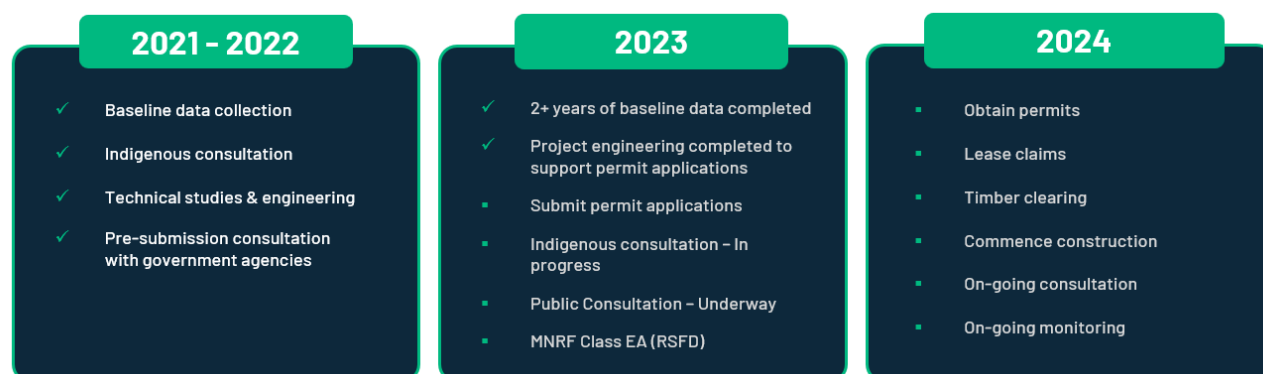 2021 - 2022
✓ Baseline data collection
✓ Indigenous consultation
✓ Technical studies & engineering
✓ Pre-submission consultation
with government agencies
2023
✓ 2+ years of baseline data completed
✓ Project engineering completed to
support permit applications
▪ Submit permit applications
▪ Indigenous consultation – In
progress
▪ Public Consultation – Underway
▪ MNRF Class EA (RSFD)
2024
▪ Obtain permits
▪ Lease claims
▪ Timber clearing
▪ Commence construction
▪ On-going consultation
▪ On-going monitoring